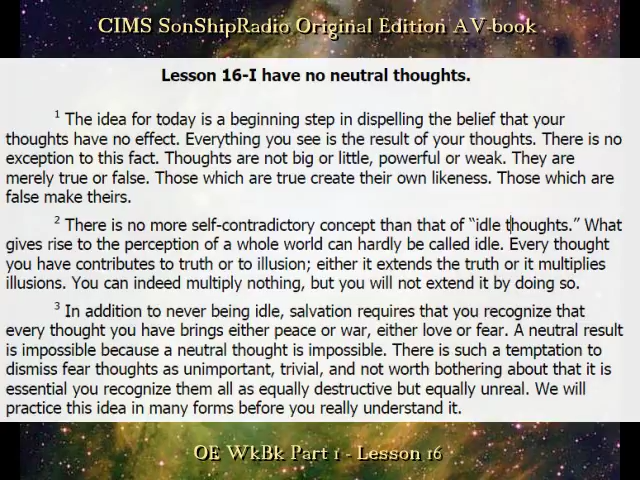 CIMS SonShipRadio Original Edition AV-book
Lesson 16-I have no neutral thoughts.
1 The idea for today is a beginning step in dispelling the belief that your
thoughts have no effect. Everything you see is the result of your thoughts. There is no
exception to this fact. Thoughts are not big or little, powerful or weak. They are
merely true or false. Those which are true create their own likeness. Those which are
false make theirs.
2 There is no more self-contradictory concept than that of “idle thoughts.” What
gives rise to the perception of a whole world can hardly be called idle. Every thought
you have contributes to truth or to illusion; either it extends the truth or it multiplies
illusions. You can indeed multiply nothing, but you will not extend it by doing so.
3 In addition to never being idle, salvation requires that you recognize that
every thought you have brings either peace or war, either love or fear. A neutral result
is impossible because a neutral thought is impossible. There is such a temptation to
dismiss fear thoughts as unimportant, trivial, and not worth bothering about that it is
essential you recognize them all as equally destructive but equally unreal. We will
practice this idea in many forms before you really understand it.
OE WkBk Part 1 - Lesson 16